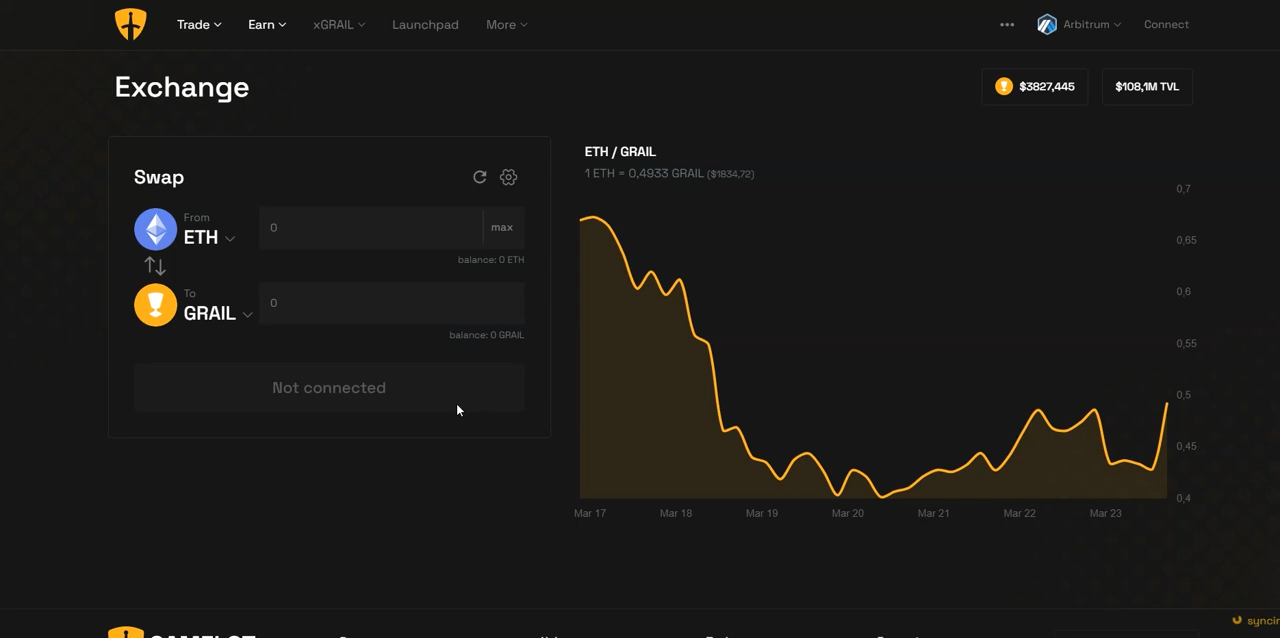 Trade Earn xGRAIL Launchpad More ••• Arbitrum Connect
Exchange
$3827,445 $108,1M TVL
Swap
From
ETH
0 max
balance: 0 ETH
To
GRAIL
0
balance: 0 GRAIL
Not connected
ETH / GRAIL
1 ETH = 0,4933 GRAIL ($1834,72)
0,7
0,65
0,6
0,55
0,5
0,45
0,4
Mar 17 Mar 18 Mar 19 Mar 20 Mar 21 Mar 22 Mar 23
CAMELOT